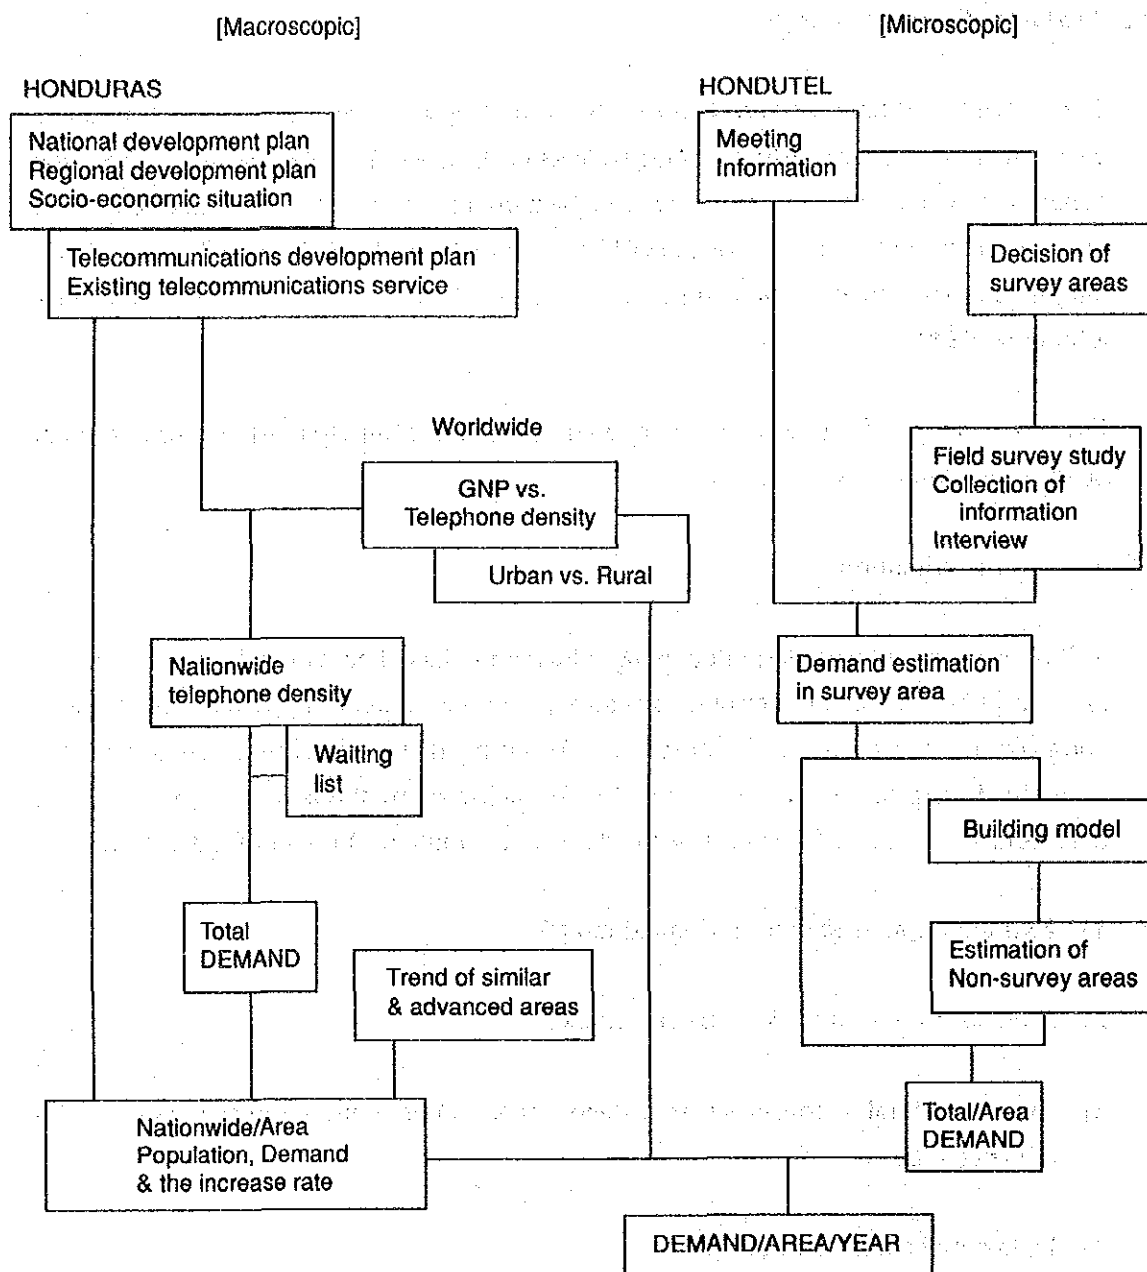 [Macroscopic]
[Microscopic]
HONDURAS
National development plan
Regional development plan
Socio-economic situation
Telecommunications development plan
Existing telecommunications service
Worldwide
GNP vs.
Telephone density
Urban vs. Rural
Nationwide
telephone density
Waiting
list
Total
DEMAND
Trend of similar
& advanced areas
Nationwide/Area
Population, Demand
& the increase rate
HONDUTEL
Meeting
Information
Decision of
survey areas
Field survey study
Collection of
information
Interview
Demand estimation
in survey area
Building model
Estimation of
Non-survey areas
Total/Area
DEMAND
DEMAND/AREA/YEAR